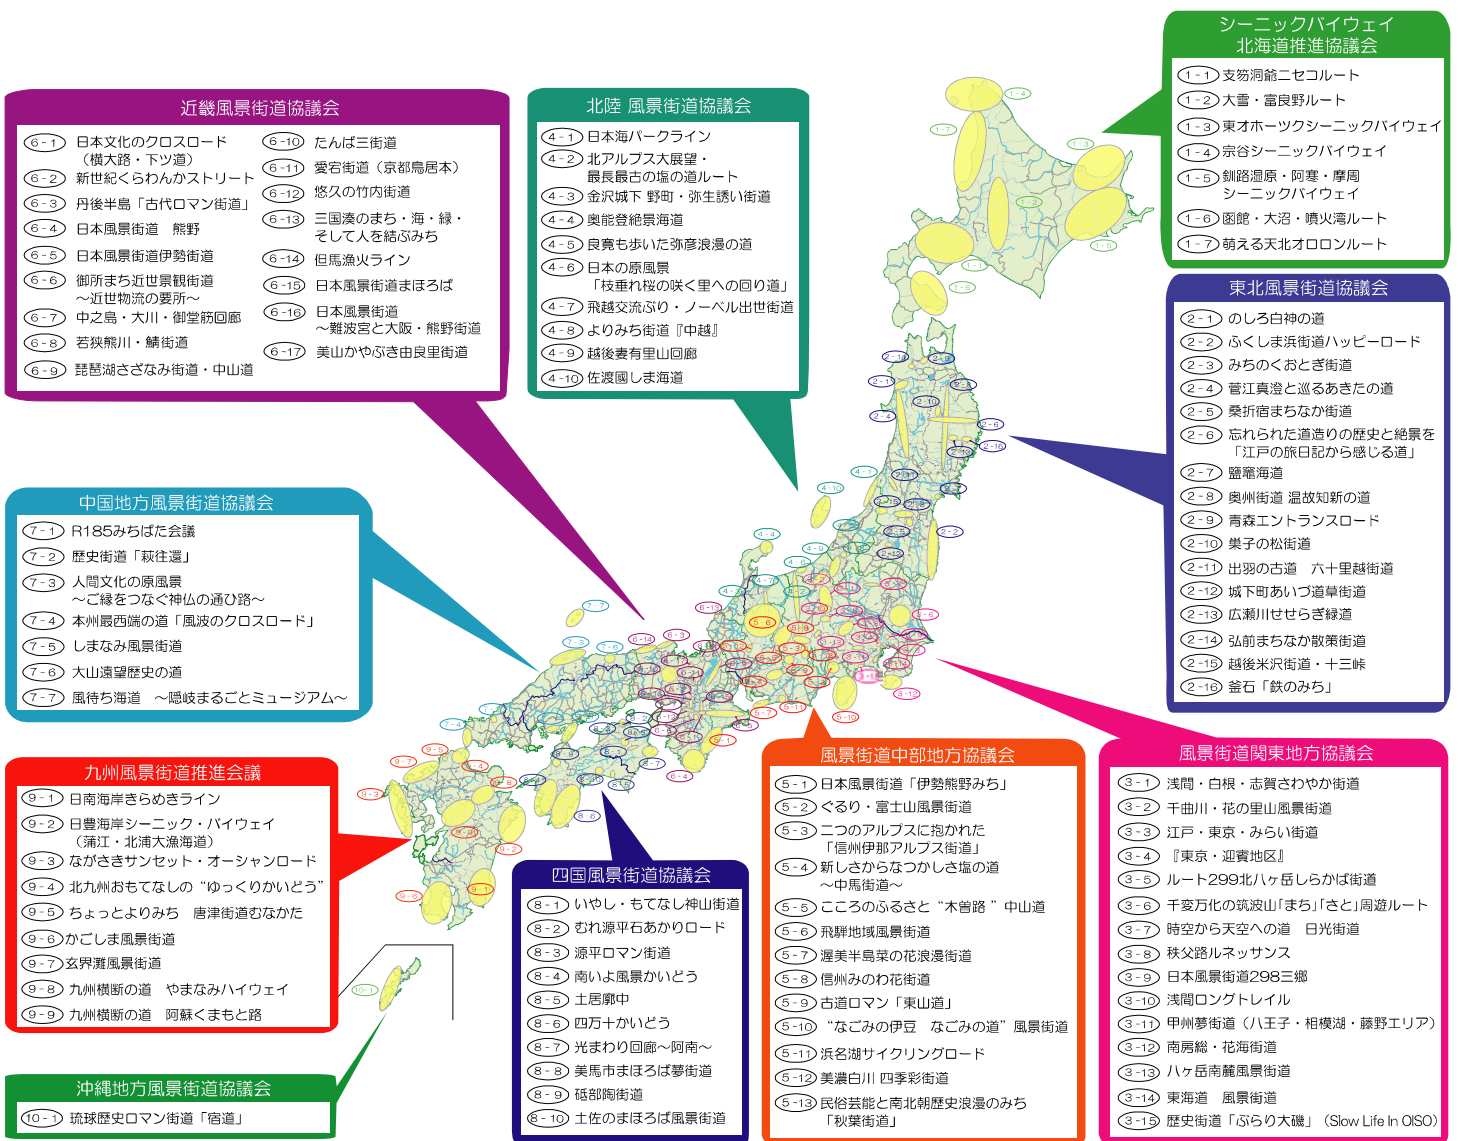 シーニックバイウェイ
北海道推進協議会
1-1 支笏洞爺ニセコルート
1-2 大雪・富良野ルート
1-3 東オホーツクシーニックバイウェイ
1-4 宗谷シーニックバイウェイ
1-5 釧路湿原・阿寒・摩周
シーニックバイウェイ
1-6 函館・大沼・噴火湾ルート
1-7 萌える天北オロロンルート
近畿風景街道協議会
6-1 日本文化のクロスロード
（横大路・下ツ道）
6-2 新世紀くらわんかストリート
6-3 丹後半島「古代ロマン街道」
6-4 日本風景街道　熊野
6-5 日本風景街道伊勢街道
6-6 御所まち近世景観街道
～近世物流の要所～
6-7 中之島・大川・御堂筋回廊
6-8 若狭熊川・鯖街道
6-9 琵琶湖さざなみ街道・中山道
6-10 たんば三街道
6-11 愛宕街道（京都鳥居本）
6-12 悠久の竹内街道
6-13 三国湊のまち・海・緑・
そして人を結ぶみち
6-14 但馬漁火ライン
6-15 日本風景街道まほろば
6-16 日本風景街道
～難波宮と大阪・熊野街道
6-17 美山かやぶき由良里街道
北陸 風景街道協議会
4-1 日本海パークライン
4-2 北アルプス大展望・
最長最古の塩の道ルート
4-3 金沢城下 野町・弥生誘い街道
4-4 奥能登絶景海道
4-5 良寛も歩いた弥彦浪漫の道
4-6 日本の原風景
「枝垂れ桜の咲く里への回り道」
4-7 飛越交流ぶり・ノーベル出世街道
4-8 よりみち街道『中越』
4-9 越後妻有里山回廊
4-10 佐渡國しま海道
東北風景街道協議会
2-1 のしろ白神の道
2-2 ふくしま浜街道ハッピーロード
2-3 みちのくおとぎ街道
2-4 菅江真澄と巡るあきたの道
2-5 桑折宿まちなか街道
2-6 忘れられた道造りの歴史と絶景を
「江戸の旅日記から感じる道」
2-7 鹽竈海道
2-8 奥州街道 温故知新の道
2-9 青森エントランスロード
2-10 巣子の松街道
2-11 出羽の古道　六十里越街道
2-12 城下町あいづ道草街道
2-13 広瀬川せせらぎ緑道
2-14 弘前まちなか散策街道
2-15 越後米沢街道・十三峠
2-16 釜石「鉄のみち」
中国地方風景街道協議会
7-1 R185みちばた会議
7-2 歴史街道「萩往還」
7-3 人間文化の原風景
～ご縁をつなぐ神仏の通ひ路～
7-4 本州最西端の道「風波のクロスロード」
7-5 しまなみ風景街道
7-6 大山遠望歴史の道
7-7 風待ち海道　～隠岐まるごとミュージアム～
九州風景街道推進会議
9-1 日南海岸きらめきライン
9-2 日豊海岸シーニック・バイウェイ
（蒲江・北浦大漁海道）
9-3 ながさきサンセット・オーシャンロード
9-4 北九州おもてなしの“ゆっくりかいどう”
9-5 ちょっとよりみち　唐津街道むなかた
9-6 かごしま風景街道
9-7 玄界灘風景街道
9-8 九州横断の道　やまなみハイウェイ
9-9 九州横断の道　阿蘇くまもと路
沖縄地方風景街道協議会
10-1 琉球歴史ロマン街道「宿道」
四国風景街道協議会
8-1 いやし・もてなし神山街道
8-2 むれ源平石あかりロード
8-3 源平ロマン街道
8-4 南いよ風景かいどう
8-5 土居廓中
8-6 四万十かいどう
8-7 光まわり回廊～阿南～
8-8 美馬市まほろば夢街道
8-9 砥部陶街道
8-10 土佐のまほろば風景街道
風景街道中部地方協議会
5-1 日本風景街道「伊勢熊野みち」
5-2 ぐるり・富士山風景街道
5-3 二つのアルプスに抱かれた
「信州伊那アルプス街道」
5-4 新しさからなつかしさ塩の道
～中馬街道～
5-5 こころのふるさと“木曽路”中山道
5-6 飛騨地域風景街道
5-7 渥美半島菜の花浪漫街道
5-8 信州みのわ花街道
5-9 古道ロマン「東山道」
5-10 “なごみの伊豆　なごみの道”風景街道
5-11 浜名湖サイクリングロード
5-12 美濃白川 四季彩街道
5-13 民俗芸能と南北朝歴史浪漫のみち
「秋葉街道」
風景街道関東地方協議会
3-1 浅間・白根・志賀さわやか街道
3-2 千曲川・花の里山風景街道
3-3 江戸・東京・みらい街道
3-4 『東京・迎賓地区』
3-5 ルート299北八ヶ岳しらかば街道
3-6 千変万化の筑波山「まち」「さと」周遊ルート
3-7 時空から天空への道　日光街道
3-8 秩父路ルネッサンス
3-9 日本風景街道298三郷
3-10 浅間ロングトレイル
3-11 甲州夢街道（八王子・相模湖・藤野エリア）
3-12 南房総・花海街道
3-13 八ヶ岳南麓風景街道
3-14 東海道　風景街道
3-15 歴史街道「ぶらり大磯」（Slow Life In OISO）